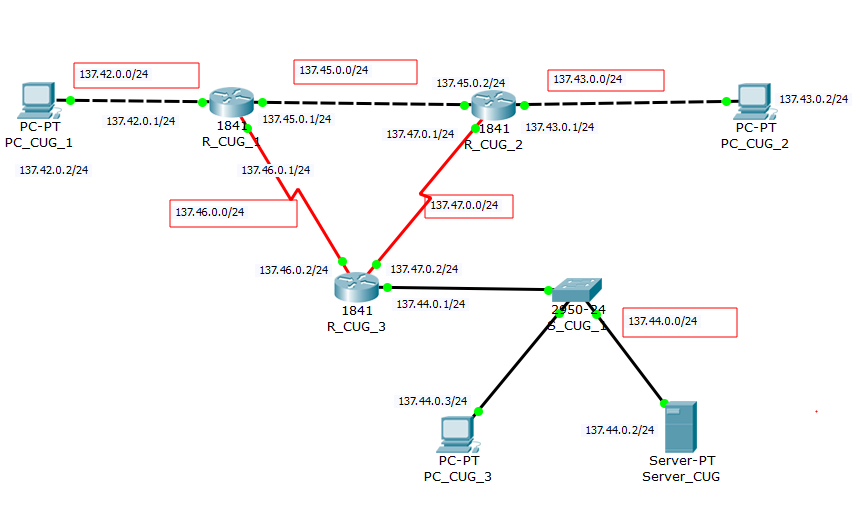 137.42.0.0/24
137.45.0.0/24
137.45.0.2/24
137.43.0.0/24
137.43.0.2/24
137.42.0.1/24
137.45.0.1/24
137.47.0.1/24
137.43.0.1/24
PC-PT
PC_CUG_1
1841
R_CUG_1
1841
R_CUG_2
PC-PT
PC_CUG_2
137.42.0.2/24
137.46.0.1/24
137.46.0.0/24
137.47.0.0/24
137.46.0.2/24
137.47.0.2/24
137.44.0.1/24
1841
R_CUG_3
2950-24
S_CUG_1
137.44.0.0/24
137.44.0.3/24
137.44.0.2/24
PC-PT
PC_CUG_3
Server-PT
Server_CUG